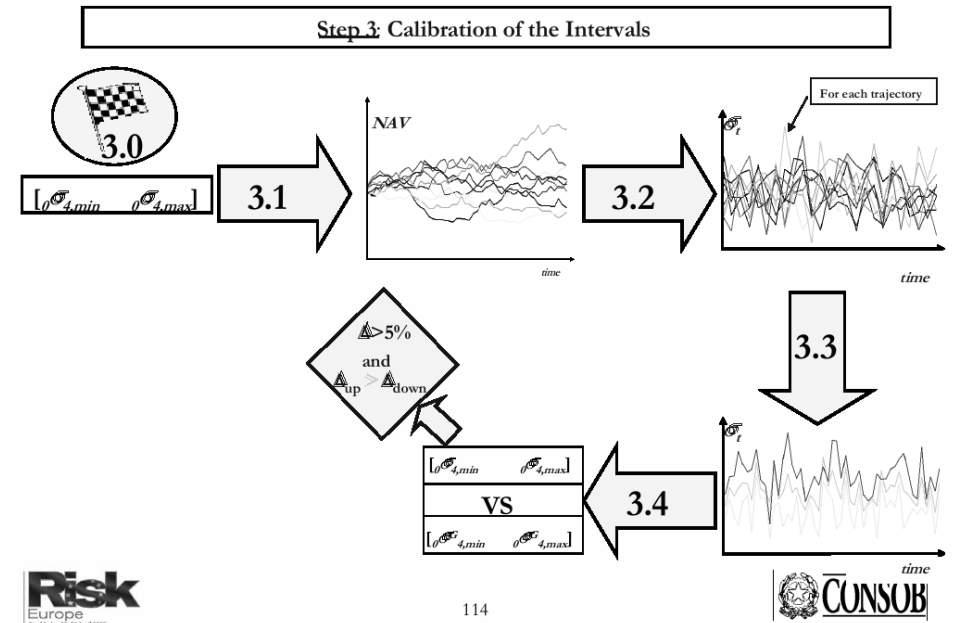 Step 3: Calibration of the Intervals
3.0
[0σ4,min 0σ4,max]
3.1
NAV
time
3.2
For each trajectory
σt
time
3.3
Δ>5%
and
Δup > Δdown
σt
time
3.4
[0σ4,min 0σ4,max]
VS
[0σG4,min 0σG4,max]
Risk
Europe
114
CONSOB